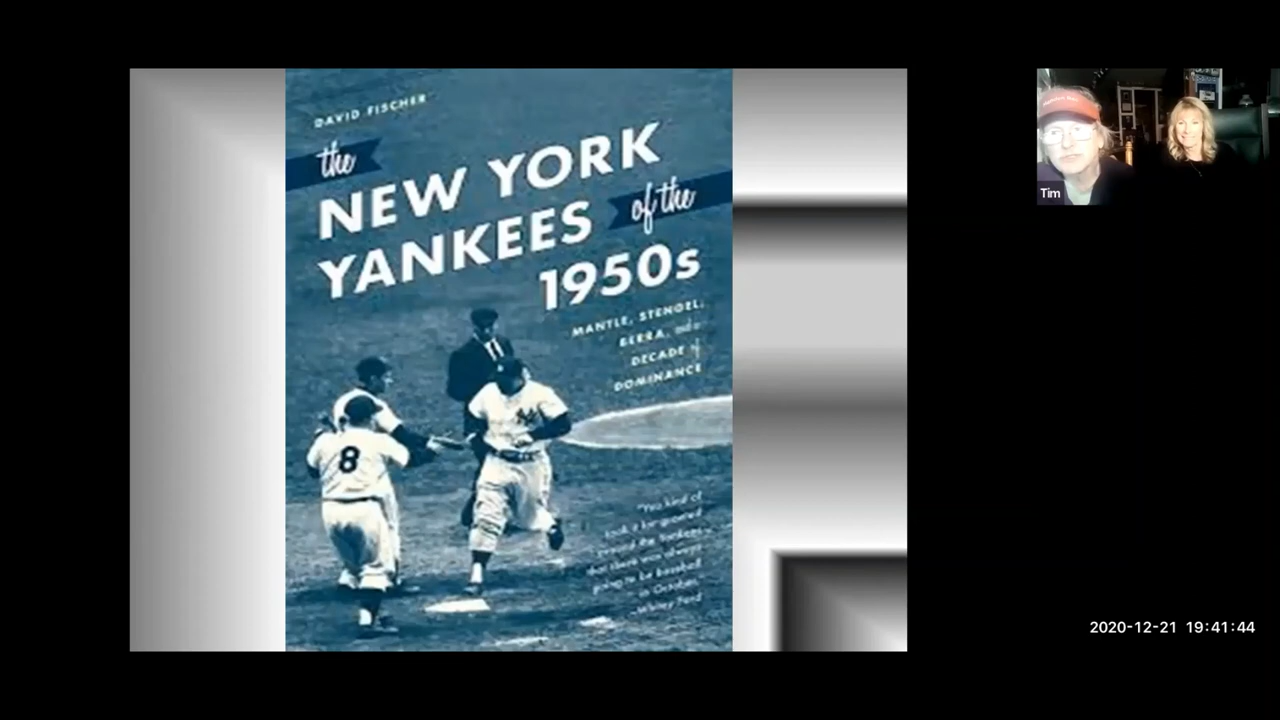 DAVID FISCHER
the
NEW YORK
YANKEES of the
1950s
MANTLE, STENGEL,
BERRA, and a
DECADE of
DOMINANCE
8
"You kind of
took it for granted
around the Yankees
that there was always
going to be baseball
in October."
—Whitey Ford
Tim
2020-12-21 19:41:44